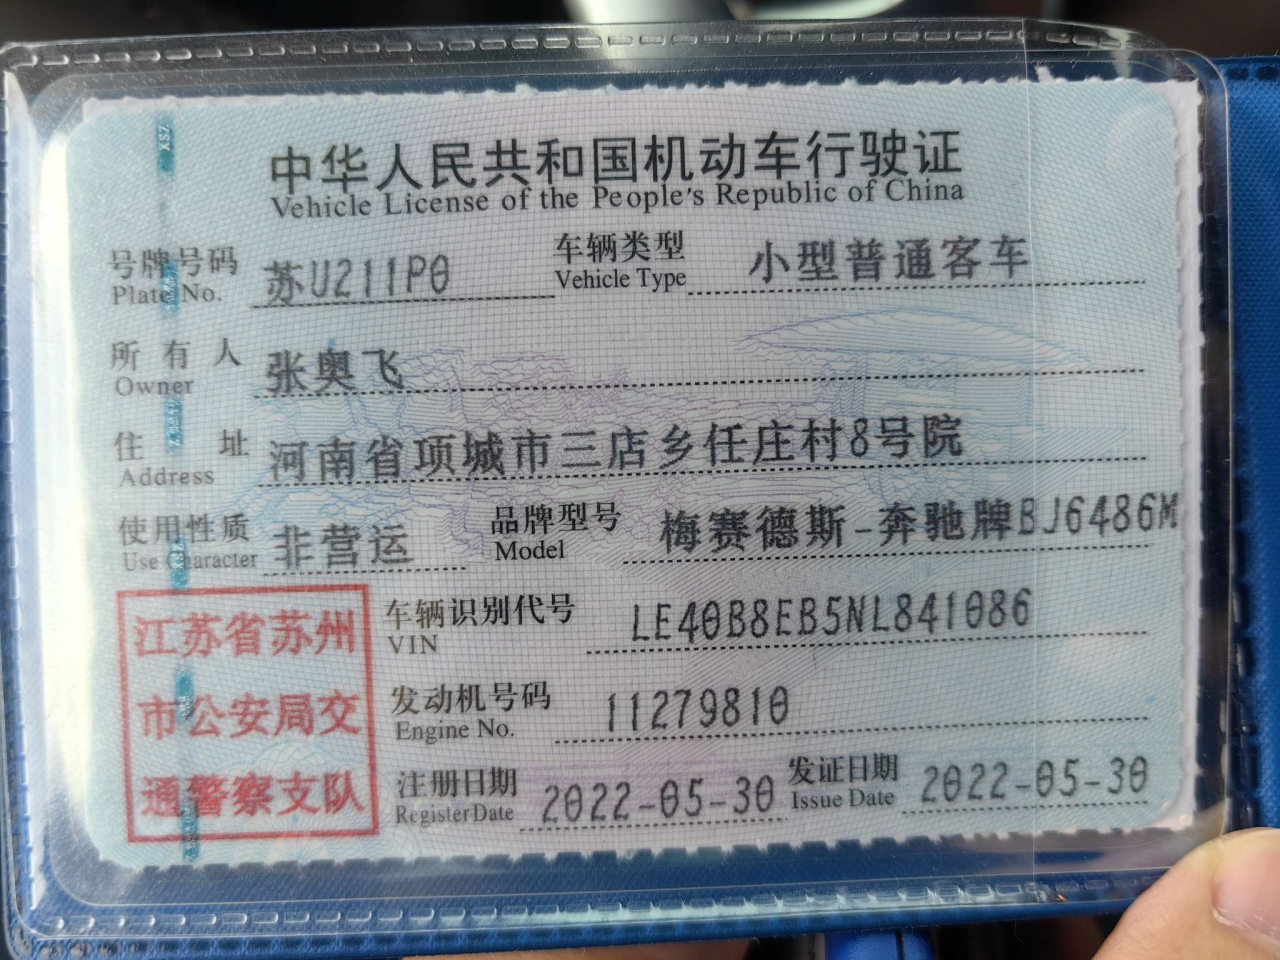 中华人民共和国机动车行驶证
Vehicle License of the People's Republic of China
号牌号码 苏U211P0 车辆类型 小型普通客车
Plate No. Vehicle Type
所有人 张奥飞
Owner
住址 河南省项城市三店乡任庄村8号院
Address
使用性质 非营运 品牌型号 梅赛德斯-奔驰牌BJ6486M
Use Character Model
江苏省苏州
市公安局交
通警察支队
车辆识别代号 LE40B8EB5NL841086
VIN
发动机号码 11279810
Engine No.
注册日期 2022-05-30 发证日期 2022-05-30
Register Date Issue Date